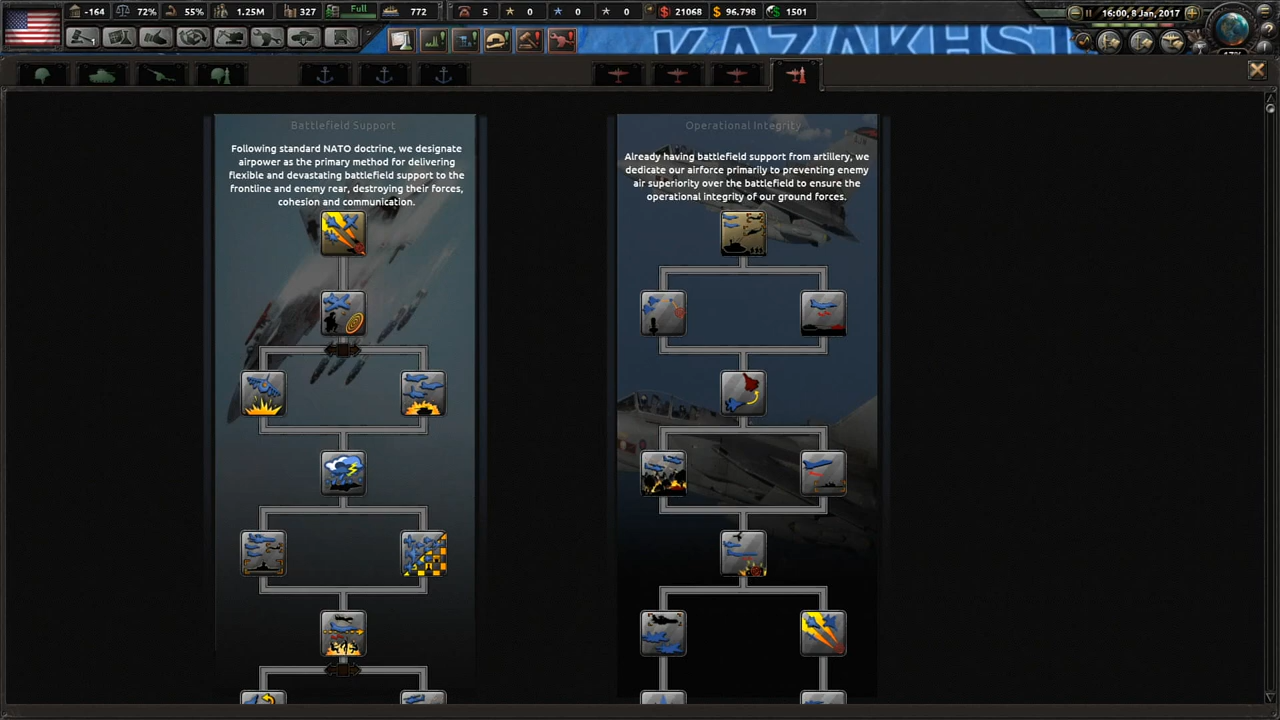 -164 72% 55% 1.25M 327 Full 772 5 0 0 0 21068 96.798 1501 16:00, 8 Jan, 2017
1
KAZAKHST
Battlefield Support
Following standard NATO doctrine, we designate
airpower as the primary method for delivering
flexible and devastating battlefield support to the
frontline and enemy rear, destroying their forces,
cohesion and communication.
Operational Integrity
Already having battlefield support from artillery, we
dedicate our airforce primarily to preventing enemy
air superiority over the battlefield to ensure the
operational integrity of our ground forces.